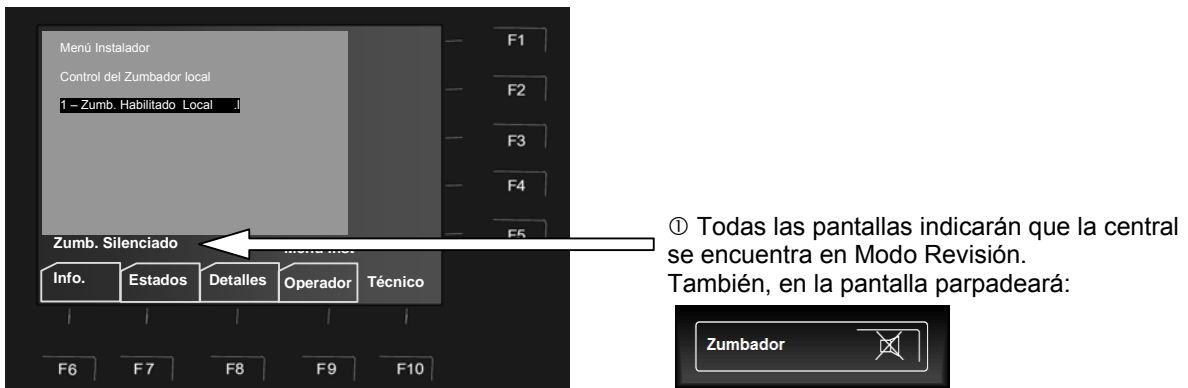 Menú Instalador
Control del Zumbador local
1 – Zumb. Habilitado Local .l
Zumb. Silenciado
Info.
Estados
Detalles
Operador
Técnico
F1
F2
F3
F4
F5
F6
F7
F8
F9
F10
① Todas las pantallas indicarán que la central
se encuentra en Modo Revisión.
También, en la pantalla parpadeará:
Zumbador